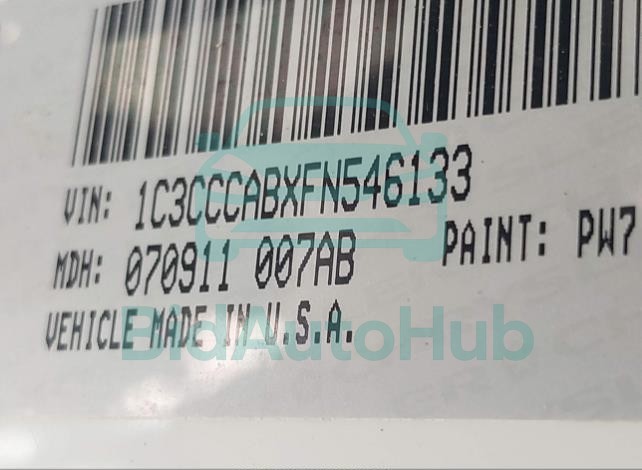 VIN: 1C3CCCABXFN546133
MDH: 070911 007AB PAINT: PW7
VEHICLE MADE IN U.S.A.
BidAutoHub